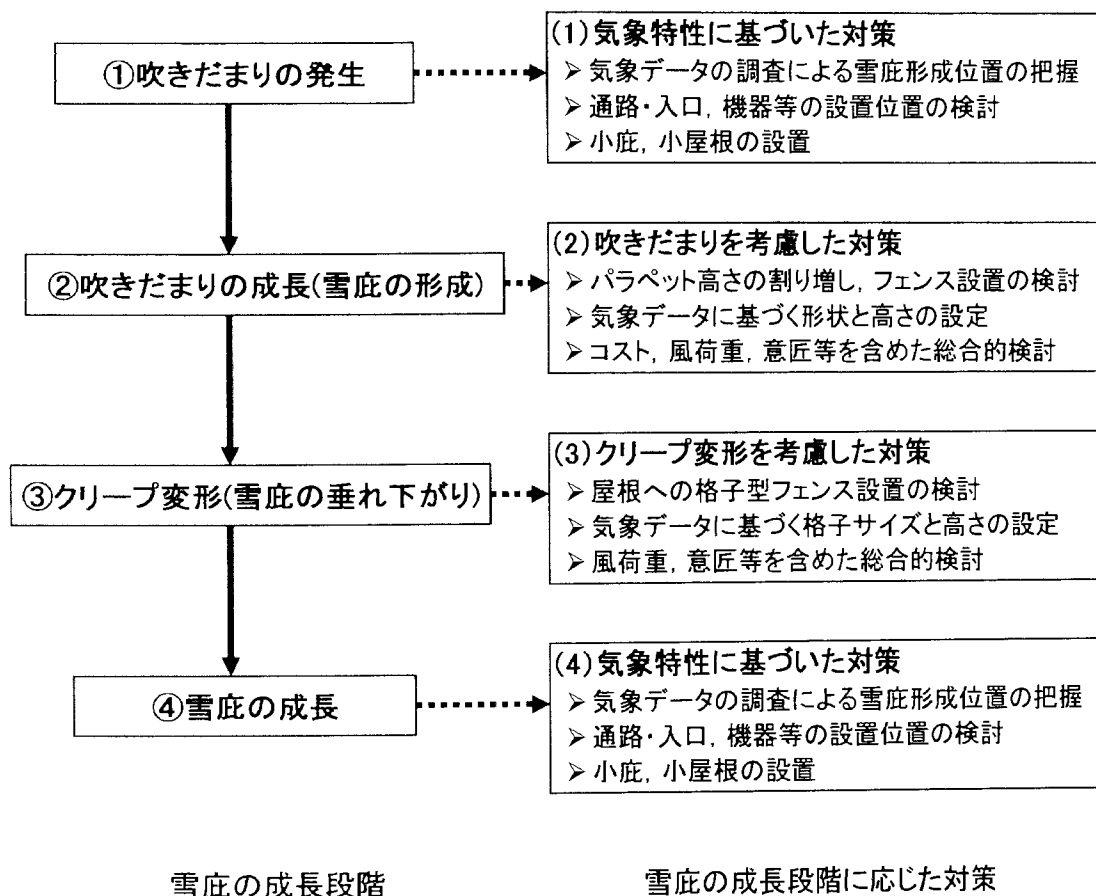 ①吹きだまりの発生
(1)気象特性に基づいた対策
➢気象データの調査による雪庇形成位置の把握
➢通路・入口,機器等の設置位置の検討
➢小庇,小屋根の設置
②吹きだまりの成長(雪庇の形成)
(2)吹きだまりを考慮した対策
➢パラペット高さの割り増し,フェンス設置の検討
➢気象データに基づく形状と高さの設定
➢コスト,風荷重,意匠等を含めた総合的検討
③クリープ変形(雪庇の垂れ下がり)
(3)クリープ変形を考慮した対策
➢屋根への格子型フェンス設置の検討
➢気象データに基づく格子サイズと高さの設定
➢風荷重,意匠等を含めた総合的検討
④雪庇の成長
(4)気象特性に基づいた対策
➢気象データの調査による雪庇形成位置の把握
➢通路・入口,機器等の設置位置の検討
➢小庇,小屋根の設置
雪庇の成長段階
雪庇の成長段階に応じた対策